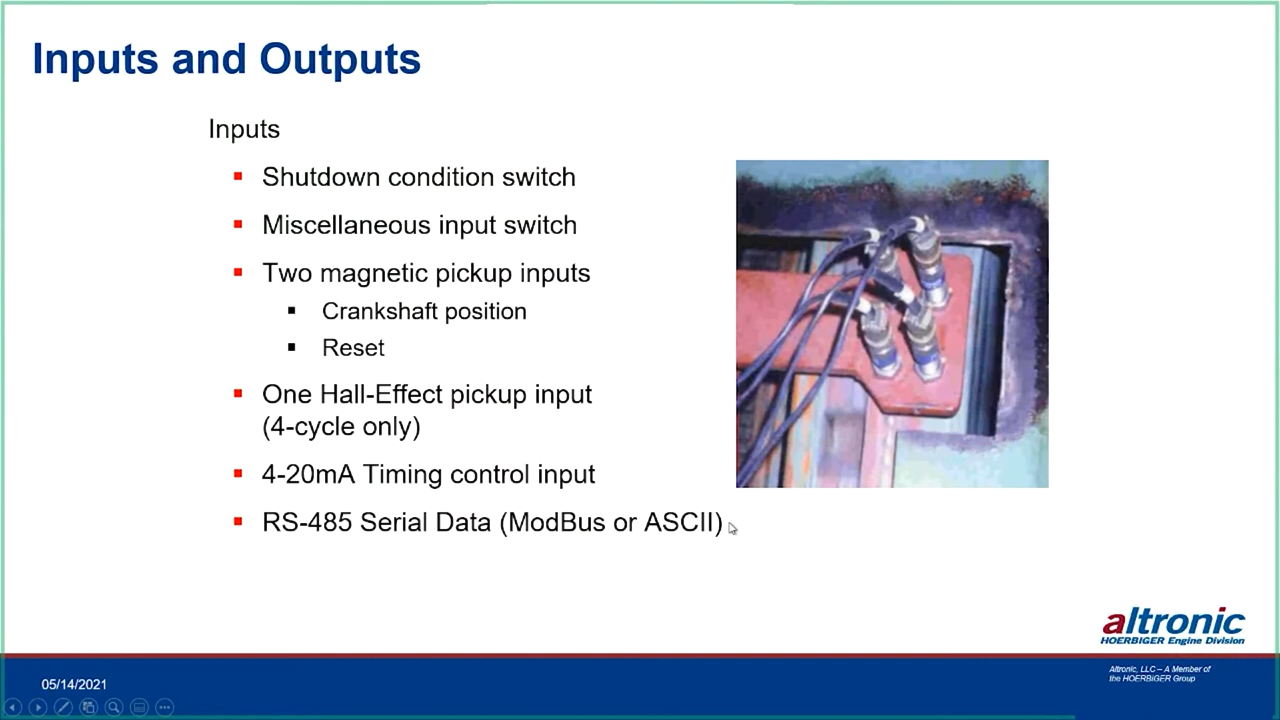 Inputs and Outputs
Inputs
Shutdown condition switch
Miscellaneous input switch
Two magnetic pickup inputs
Crankshaft position
Reset
One Hall-Effect pickup input
(4-cycle only)
4-20mA Timing control input
RS-485 Serial Data (ModBus or ASCII)
altronic
HOERBIGER Engine Division
Altronic, LLC – A Member of
the HOERBIGER Group
05/14/2021